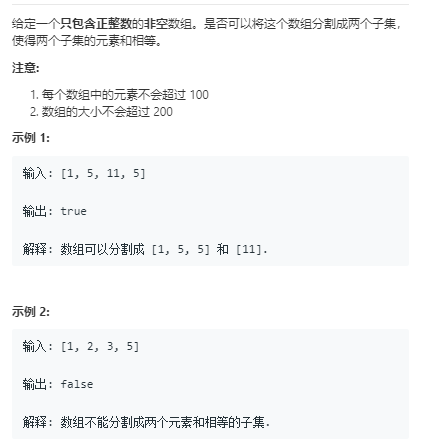 给定一个只包含正整数的非空数组。是否可以将这个数组分割成两个子集，
使得两个子集的元素和相等。
注意:
1. 每个数组中的元素不会超过 100
2. 数组的大小不会超过 200
示例 1:
输入: [1, 5, 11, 5]
输出: true
解释: 数组可以分割成 [1, 5, 5] 和 [11].
示例 2:
输入: [1, 2, 3, 5]
输出: false
解释: 数组不能分割成两个元素和相等的子集.